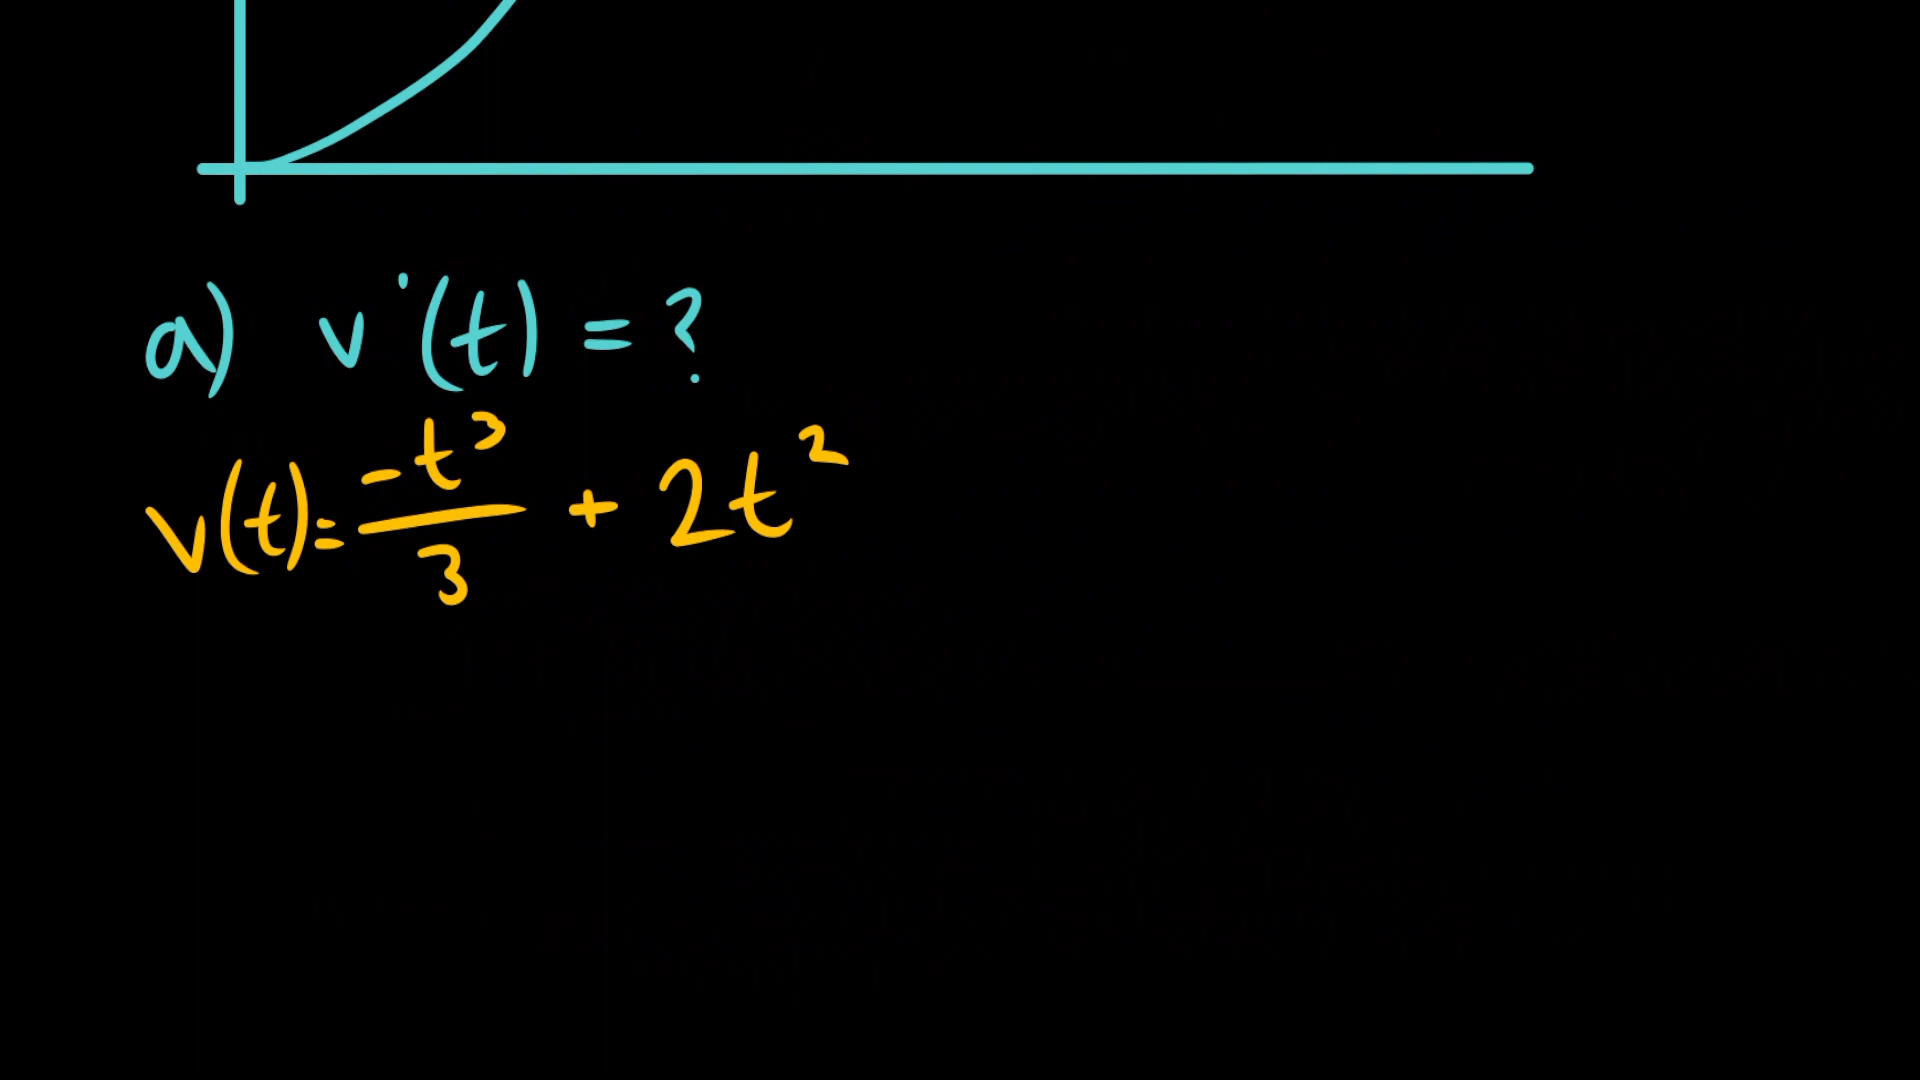 a) v'(t) = ?
v(t) = -t³/3 + 2t²